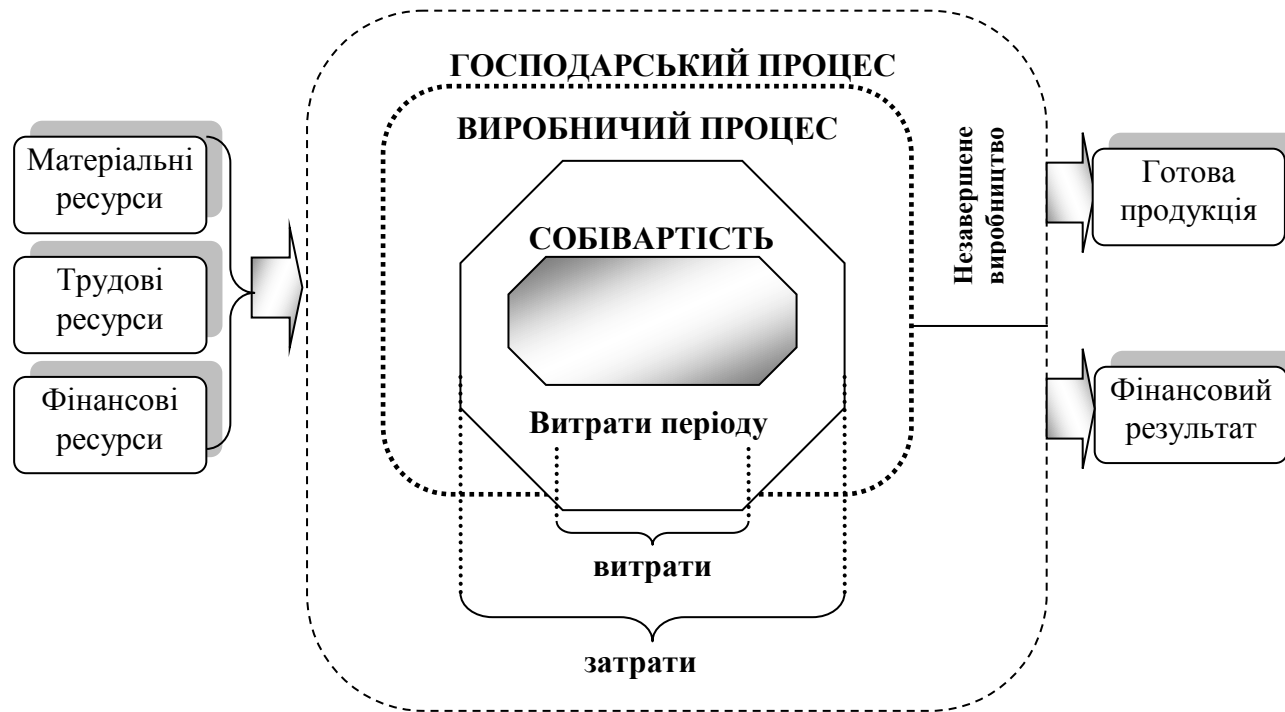 ГОСПОДАРСЬКИЙ ПРОЦЕС
ВИРОБНИЧИЙ ПРОЦЕС
Матеріальні
ресурси
Трудові
ресурси
Фінансові
ресурси
СОБІВАРТІСТЬ
Витрати періоду
витрати
затрати
Незавершене
виробництво
Готова
продукція
Фінансовий
результат